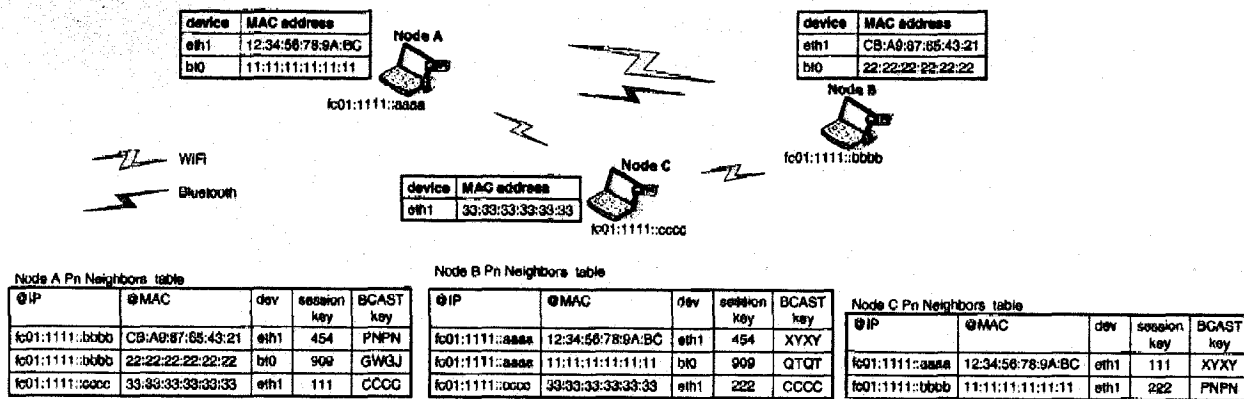 device MAC address
eth1 12:34:56:78:9A:BC
bt0 11:11:11:11:11:11
Node A
fc01:1111::aaaa
device MAC address
eth1 CB:A9:87:65:43:21
bt0 22:22:22:22:22:22
Node B
fc01:1111::bbbb
WiFi
Bluetooth
Node C
device MAC address
eth1 33:33:33:33:33:33
fc01:1111::cccc
Node A Pn Neighbors table
@IP @MAC dev session key BCAST key
fc01:1111::bbbb CB:A9:87:65:43:21 eth1 454 PNPN
fc01:1111::bbbb 22:22:22:22:22:22 bt0 909 GWGJ
fc01:1111::cccc 33:33:33:33:33:33 eth1 111 CCCC
Node B Pn Neighbors table
@IP @MAC dev session key BCAST key
fc01:1111::aaaa 12:34:56:78:9A:BC eth1 454 XYXY
fc01:1111::aaaa 11:11:11:11:11:11 bt0 909 QTQT
fc01:1111::cccc 33:33:33:33:33:33 eth1 222 CCCC
Node C Pn Neighbors table
@IP @MAC dev session key BCAST key
fc01:1111::aaaa 12:34:56:78:9A:BC eth1 111 XYXY
fc01:1111::bbbb 11:11:11:11:11:11 eth1 222 PNPN